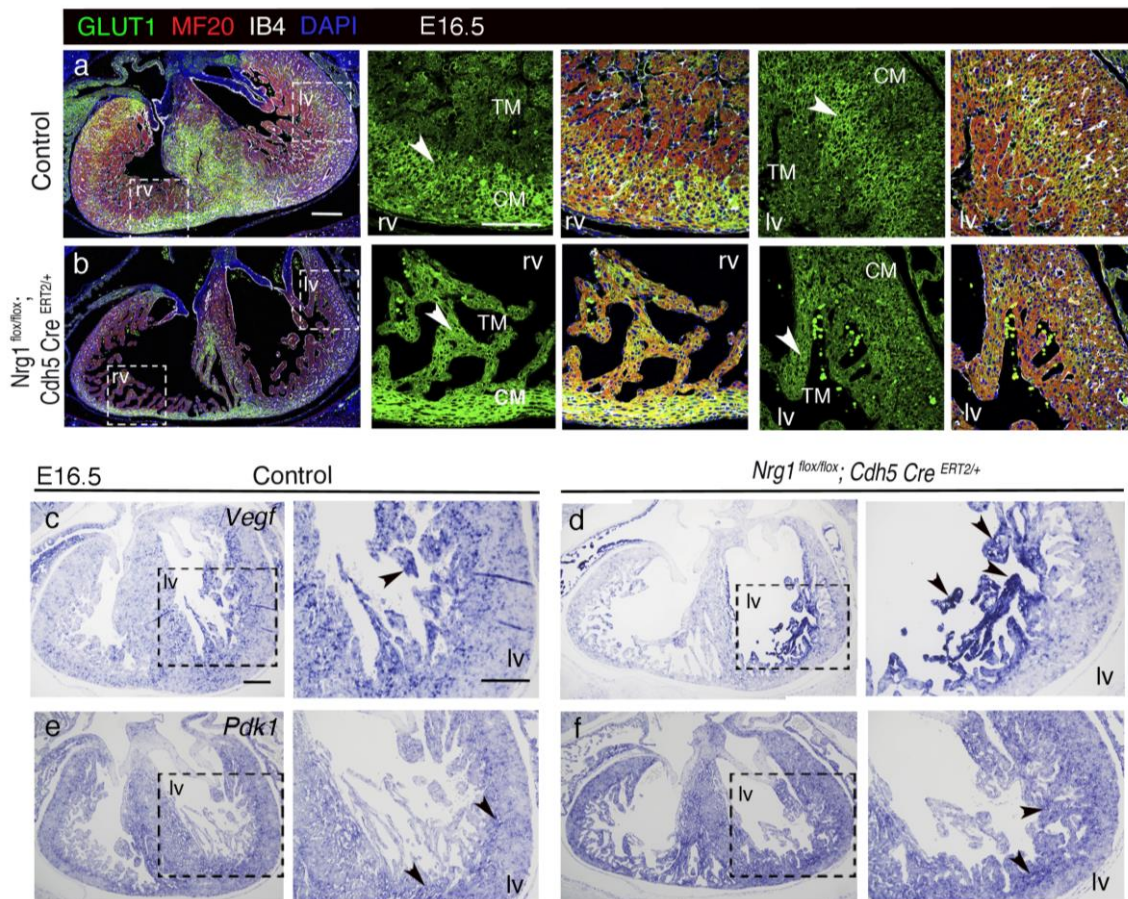 GLUT1 MF20 IB4 DAPI E16.5
Control
a
lv
rv
TM
CM
rv
rv
CM
TM
lv
lv
Nrg1 flox/flox;
Cdh5 Cre ERT2/+
b
lv
rv
rv
TM
CM
rv
CM
TM
lv
lv
E16.5 Control Nrg1 flox/flox; Cdh5 Cre ERT2/+
c Vegf
lv
lv
d
lv
lv
e Pdk1
lv
lv
f
lv
lv